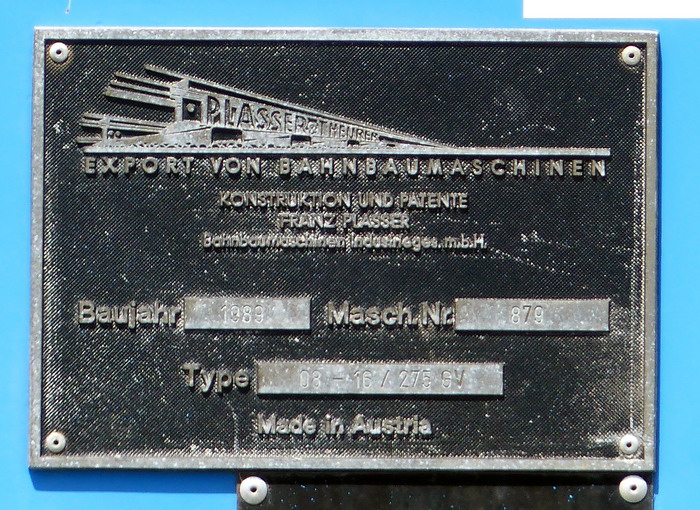 PLASSER & THEURER
EXPORT VON BAHNBAUMASCHINEN
KONSTRUKTION UND PATENTE
FRANZ PLASSER
Bahnbaumaschinen Industrieges. m.b.H.
Baujahr 1989 Masch. Nr. 879
Type 08 - 16 / 275 GV
Made in Austria